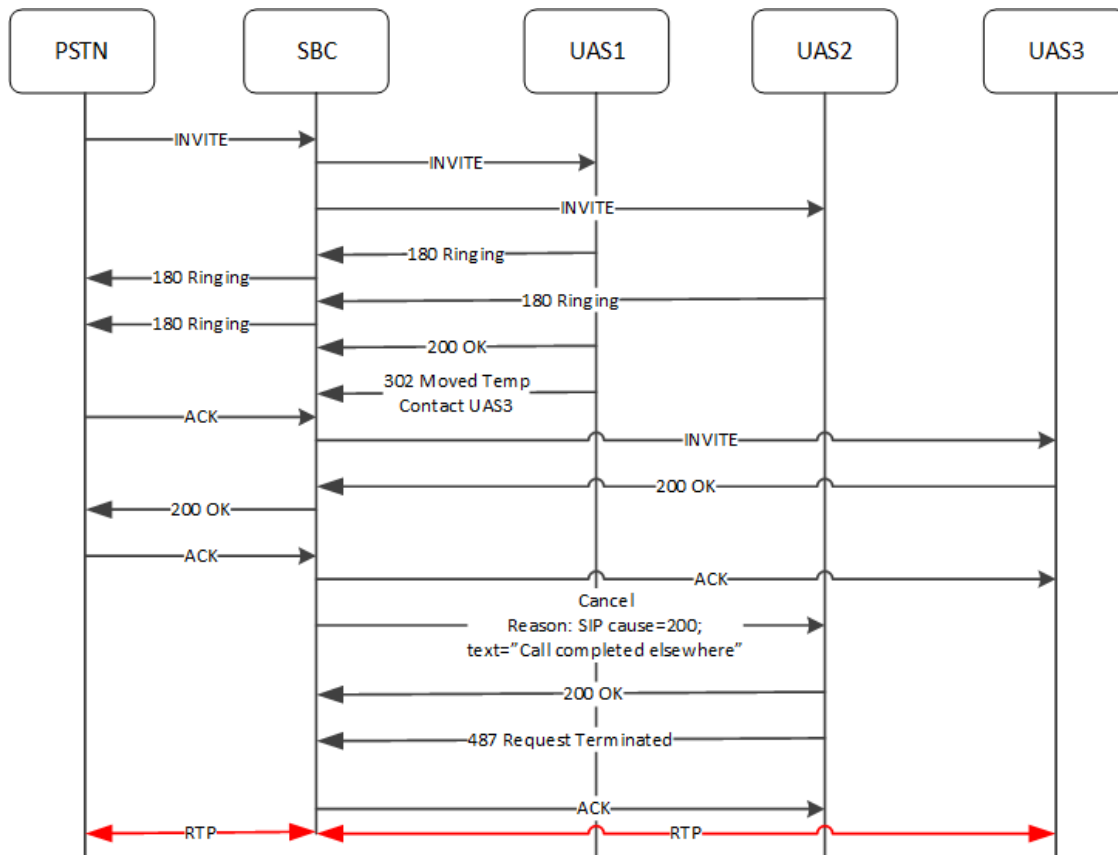 PSTN
SBC
UAS1
UAS2
UAS3
INVITE
INVITE
INVITE
180 Ringing
180 Ringing
180 Ringing
180 Ringing
200 OK
302 Moved Temp
Contact UAS3
ACK
INVITE
200 OK
200 OK
ACK
ACK
Cancel
Reason: SIP cause=200;
text=”Call completed elsewhere”
200 OK
487 Request Terminated
ACK
RTP
RTP